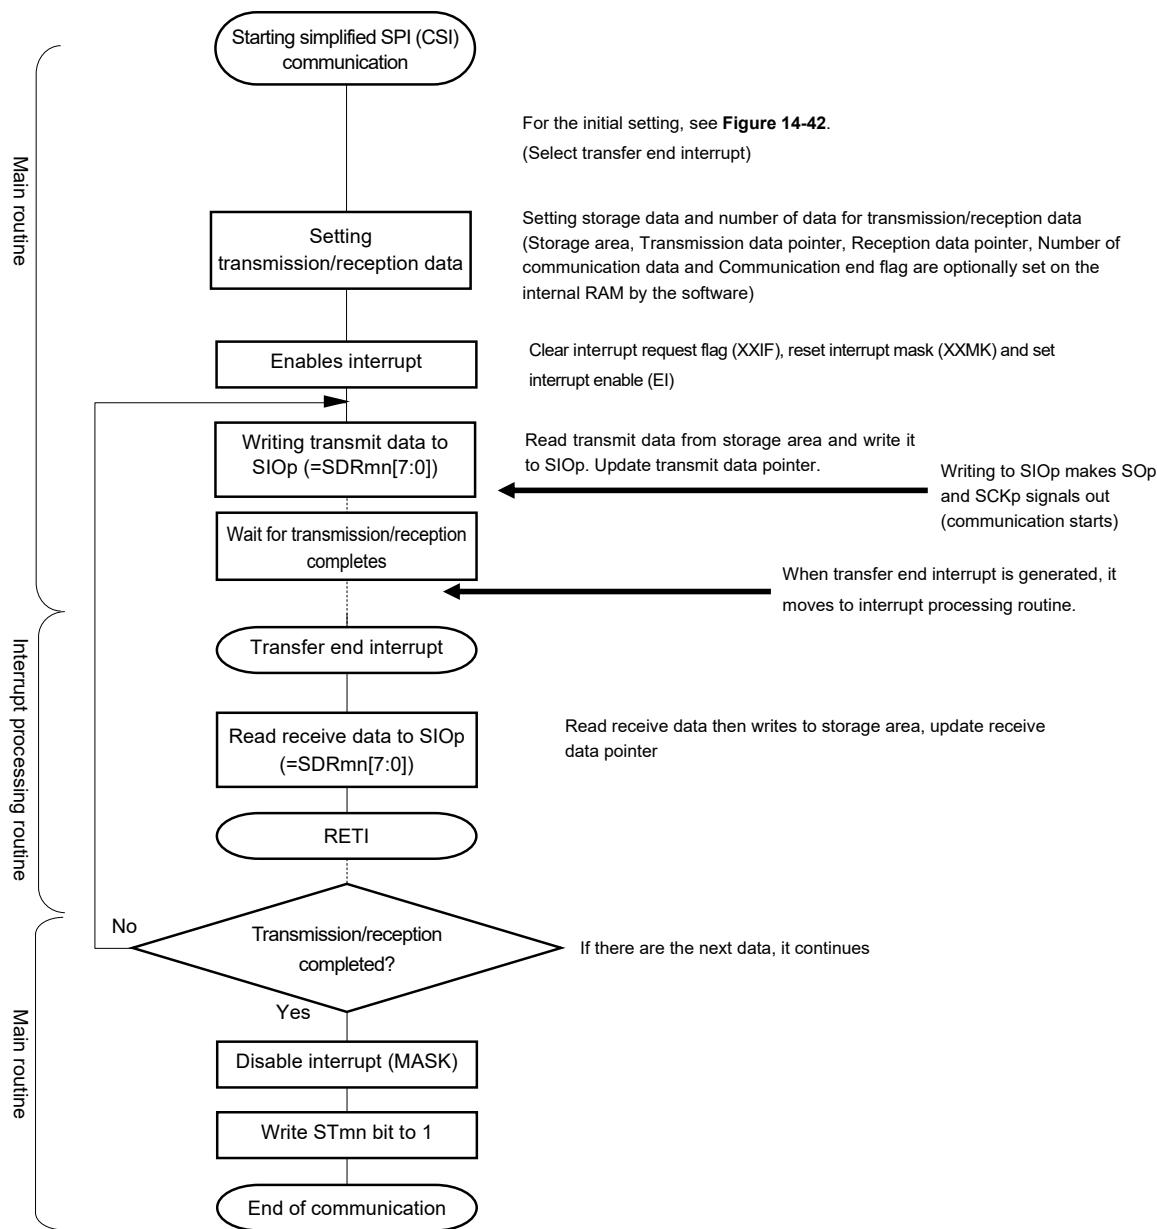 Starting simplified SPI (CSI)
communication
For the initial setting, see Figure 14-42.
(Select transfer end interrupt)
Main routine
Setting
transmission/reception data
Setting storage data and number of data for transmission/reception data
(Storage area, Transmission data pointer, Reception data pointer, Number of
communication data and Communication end flag are optionally set on the
internal RAM by the software)
Enables interrupt
Clear interrupt request flag (XXIF), reset interrupt mask (XXMK) and set
interrupt enable (EI)
Writing transmit data to
SIOp (=SDRmn[7:0])
Read transmit data from storage area and write it
to SIOp. Update transmit data pointer.
Writing to SIOp makes SOp
and SCKp signals out
(communication starts)
Wait for transmission/reception
completes
When transfer end interrupt is generated, it
moves to interrupt processing routine.
Interrupt processing routine
Transfer end interrupt
Read receive data to SIOp
(=SDRmn[7:0])
Read receive data then writes to storage area, update receive
data pointer
RETI
No
Transmission/reception
completed?
If there are the next data, it continues
Yes
Main routine
Disable interrupt (MASK)
Write STmn bit to 1
End of communication